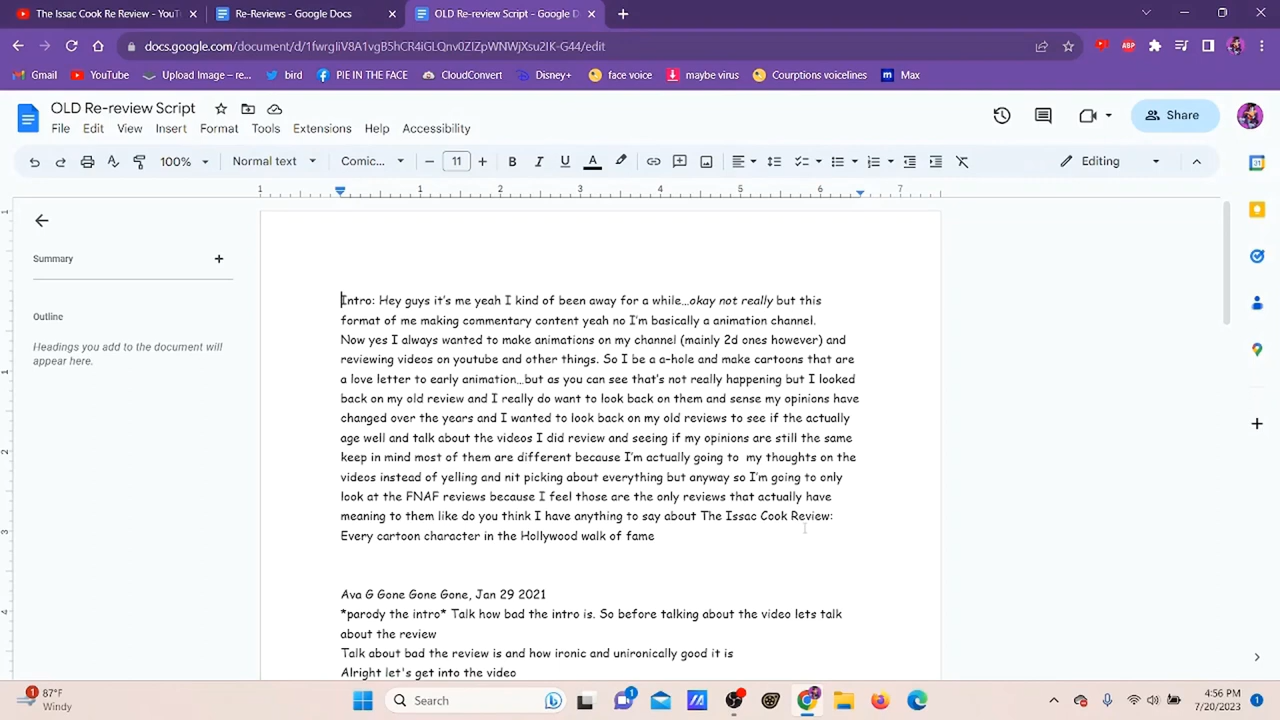 The Issac Cook Re Review - YouT
Re-Reviews - Google Docs
OLD Re-review Script - Google D
docs.google.com/document/d/1fwrgIiV8A1vgB5hCR4iGLQnv0ZIZpWNWjXsu2IK-G44/edit
Gmail
YouTube
Upload Image – re...
bird
PIE IN THE FACE
CloudConvert
Disney+
face voice
maybe virus
Courptions voicelines
Max
OLD Re-review Script
File Edit View Insert Format Tools Extensions Help Accessibility
Share
100% Normal text Comic... 11 Editing
1 1 2 3 4 5 6 7
Summary
Outline
Headings you add to the document will
appear here.
Intro: Hey guys it's me yeah I kind of been away for a while...okay not really but this
format of me making commentary content yeah no I'm basically a animation channel.
Now yes I always wanted to make animations on my channel (mainly 2d ones however) and
reviewing videos on youtube and other things. So I be a a-hole and make cartoons that are
a love letter to early animation...but as you can see that's not really happening but I looked
back on my old review and I really do want to look back on them and sense my opinions have
changed over the years and I wanted to look back on my old reviews to see if the actually
age well and talk about the videos I did review and seeing if my opinions are still the same
keep in mind most of them are different because I'm actually going to my thoughts on the
videos instead of yelling and nit picking about everything but anyway so I'm going to only
look at the FNAF reviews because I feel those are the only reviews that actually have
meaning to them like do you think I have anything to say about The Issac Cook Review:
Every cartoon character in the Hollywood walk of fame
Ava G Gone Gone Gone, Jan 29 2021
*parody the intro* Talk how bad the intro is. So before talking about the video lets talk
about the review
Talk about bad the review is and how ironic and unironically good it is
Alright let's get into the video
87°F
Windy
Search
4:56 PM
7/20/2023